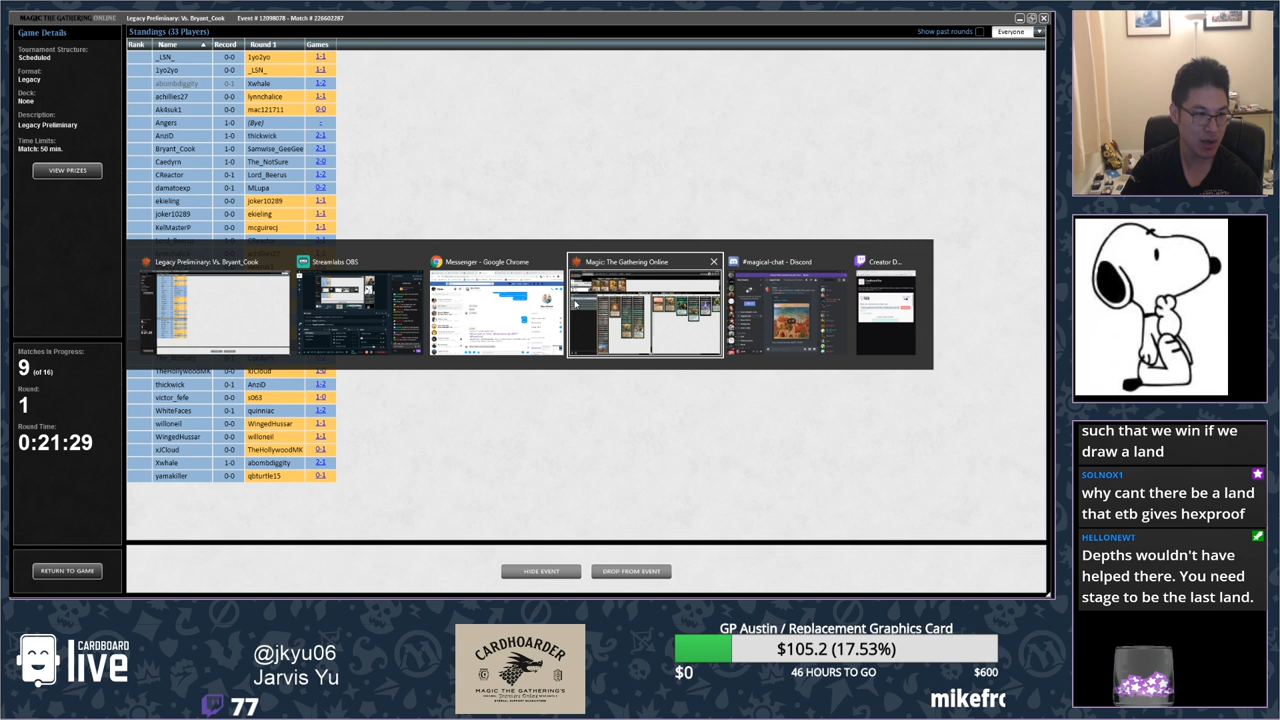 MAGIC THE GATHERING ONLINE Legacy Preliminary: Vs. Bryant_Cook Event # 12098078 - Match # 226602287
Game Details
Tournament Structure:
Scheduled
Format:
Legacy
Deck:
None
Description:
Legacy Preliminary
Time Limits:
Match: 50 min.
VIEW PRIZES
Matches In Progress:
9 (of 16)
Round:
1
Round Time:
0:21:29
RETURN TO GAME
Standings (33 Players)
Show past rounds Everyone
Rank Name Record Round 1 Games
_LSN_ 0-0 1yo2yo 1-1
1yo2yo 0-0 _LSN_ 1-1
abombdiggity 0-1 Xwhale 1-2
achillies27 0-0 lynnchalice 1-1
Ak4suk1 0-0 mac121711 0-0
Angers 1-0 (Bye) -
AnziD 1-0 thickwick 2-1
Bryant_Cook 1-0 Samwise_GeeGee 2-1
Caedyrn 1-0 The_NotSure 2-0
CReactor 0-1 Lord_Beerus 1-2
damatoexp 0-1 MLupa 0-2
ekieling 0-0 joker10289 1-1
joker10289 0-0 ekieling 1-1
KelMasterP 0-0 mcguirecj 1-1
Legacy Preliminary: Vs. Bryant_Cook
Streamlabs OBS
Messenger - Google Chrome
Magic: The Gathering Online
#magical-chat - Discord
Creator D...
TheHollywoodMK 0-0 xJCloud 1-0
thickwick 0-1 AnziD 1-2
victor_fefe 0-0 s063 1-0
WhiteFaces 0-1 quinniac 1-2
willoneil 0-0 WingedHussar 1-1
WingedHussar 0-0 willoneil 1-1
xJCloud 0-0 TheHollywoodMK 0-1
Xwhale 1-0 abombdiggity 2-1
yamakiller 0-0 qbturtle15 0-1
HIDE EVENT
DROP FROM EVENT
such that we win if we
draw a land
SOLNOX1
why cant there be a land
that etb gives hexproof
HELLONEWT
Depths wouldn't have
helped there. You need
stage to be the last land.
CARDBOARD
live
@jkyu06
Jarvis Yu
77
CARDHOARDER
MAGIC THE GATHERING'S
GP Austin / Replacement Graphics Card
$105.2 (17.53%)
$0 46 HOURS TO GO $600
mikefrc